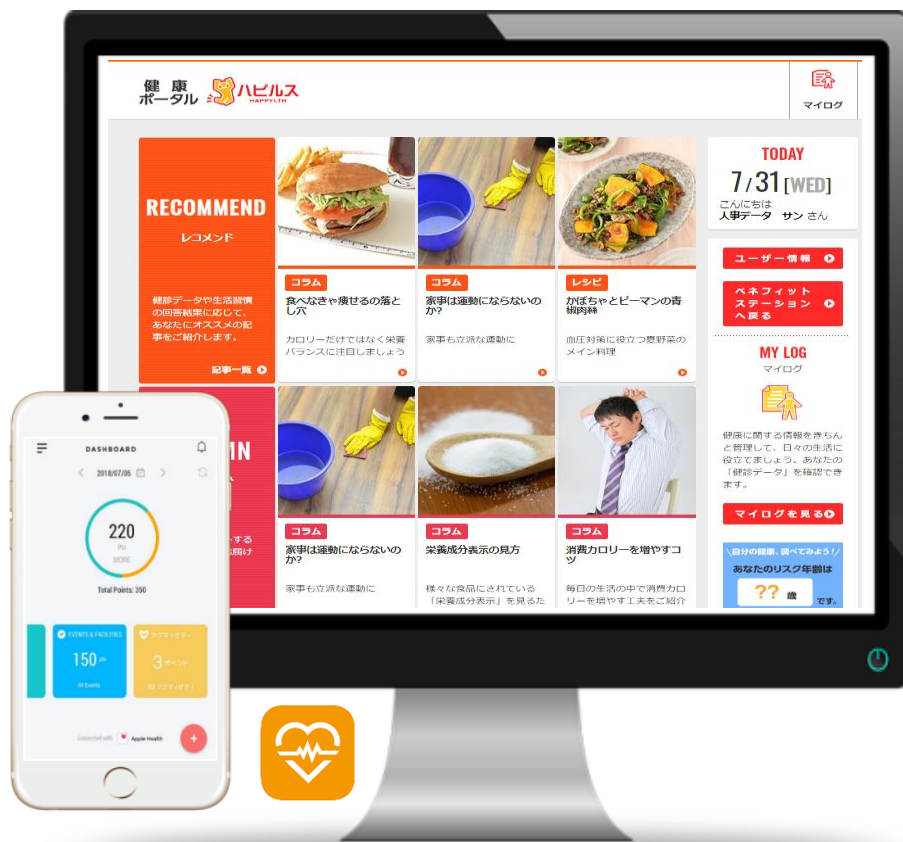 健 康
ポータル
ハピルス
HAPPYLTH
マイログ
RECOMMEND
レコメンド
健診データや生活習慣
の回答結果に応じて、
あなたにオススメの記
事をご紹介します。
記事一覧
コラム
食べなきゃ痩せるの落と
し穴
カロリーだけではなく栄養
バランスに注目しましょう
コラム
家事は運動にならないの
か?
家事も立派な運動に
レシピ
かぼちゃとピーマンの青
椒肉絲
血圧対策に役立つ夏野菜の
メイン料理
TODAY
7/31[WED]
こんにちは
人事データ サン さん
ユーザー情報
ベネフィット
ステーション
へ戻る
MY LOG
マイログ
健康に関する情報をきちん
と管理して、日々の生活に
役立てましょう。あなたの
「健診データ」を確認でき
ます。
マイログを見る
自分の健康、調べてみよう!
あなたのリスク年齢は
?? 歳
です。
IN
する
届け
コラム
家事は運動にならないの
か?
家事も立派な運動に
コラム
栄養成分表示の見方
様々な食品にされている
「栄養成分表示」を見るた
コラム
消費カロリーを増やすコ
ツ
毎日の生活の中で消費カロ
リーを増やす工夫をご紹介
DASHBOARD
2018/07/05
220
Pts
MORE
Total Points: 350
EVENTS & FACILITIES
150 pts
アクティビティ
3 ポイント
Connected with Apple Health